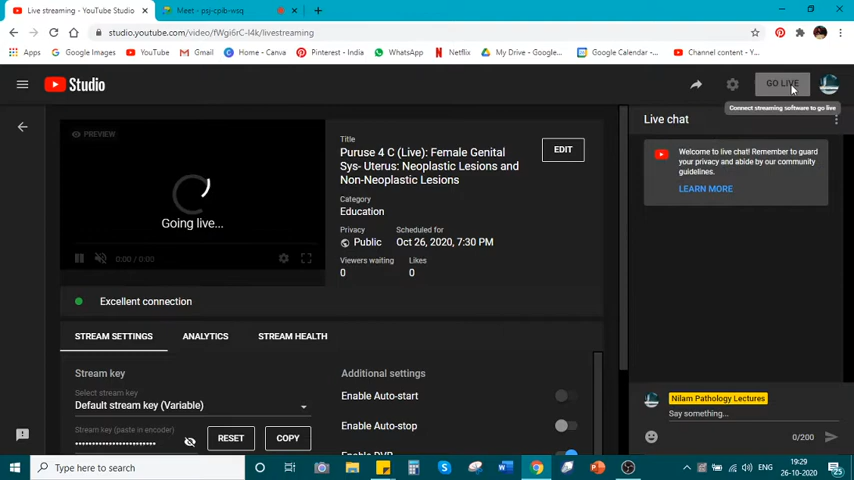 Live streaming - YouTube Studio
Meet - psj-cpib-wsq
studio.youtube.com/video/fWgi6rC-I4k/livestreaming
Apps
Google Images
YouTube
Gmail
Home - Canva
Pinterest - India
WhatsApp
Netflix
My Drive - Google...
Google Calendar -...
Channel content - Y...
Studio
GO LIVE
Connect streaming software to go live
PREVIEW
Going live...
0:00 / 0:00
Title
Puruse 4 C (Live): Female Genital
Sys- Uterus: Neoplastic Lesions and
Non-Neoplastic Lesions
EDIT
Category
Education
Privacy
Public
Scheduled for
Oct 26, 2020, 7:30 PM
Viewers waiting
0
Likes
0
Excellent connection
STREAM SETTINGS
ANALYTICS
STREAM HEALTH
Stream key
Select stream key
Default stream key (Variable)
Stream key (paste in encoder)
RESET
COPY
Additional settings
Enable Auto-start
Enable Auto-stop
Enable DVR
Live chat
Welcome to live chat! Remember to guard
your privacy and abide by our community
guidelines.
LEARN MORE
Nilam Pathology Lectures
Say something...
0/200
Type here to search
ENG
19:29
26-10-2020
25